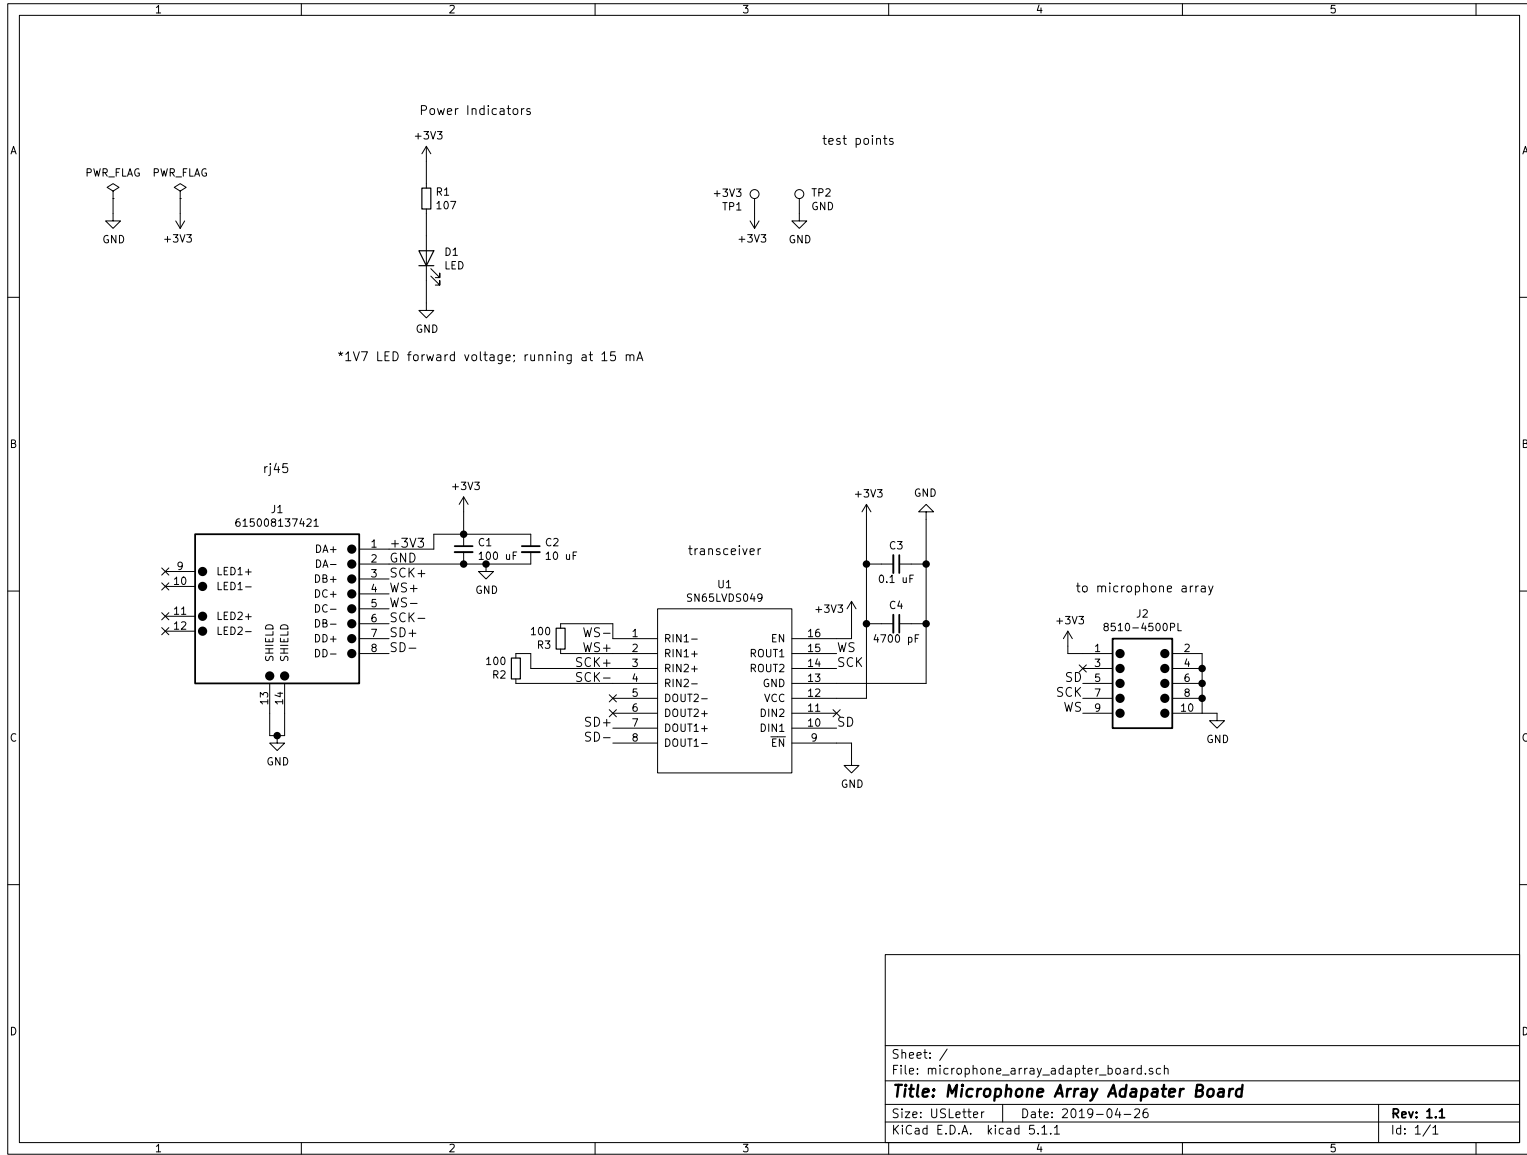 1 2 3 4 5
A A
B B
C C
D D
Power Indicators
+3V3
R1
107
D1
LED
GND
*1V7 LED forward voltage; running at 15 mA
PWR_FLAG PWR_FLAG
GND +3V3
test points
+3V3 TP2
TP1 GND
+3V3 GND
rj45
J1
615008137421
9 LED1+
10 LED1-
11 LED2+
12 LED2-
DA+ 1 +3V3
DA- 2 GND
DB+ 3 SCK+
DC+ 4 WS+
DC- 5 WS-
DB- 6 SCK-
DD+ 7 SD+
DD- 8 SD-
SHIELD SHIELD
13 14
GND
+3V3
C1
100 uF
C2
10 uF
GND
transceiver
U1
SN65LVDS049
100
R3
100
R2
WS- 1 RIN1-
WS+ 2 RIN1+
SCK+ 3 RIN2+
SCK- 4 RIN2-
5 DOUT2-
6 DOUT2+
SD+ 7 DOUT1+
SD- 8 DOUT1-
EN 16 +3V3
ROUT1 15 WS
ROUT2 14 SCK
GND 13
VCC 12
DIN2 11
DIN1 10 SD
EN 9
GND
+3V3 GND
C3
0.1 uF
C4
4700 pF
to microphone array
J2
8510-4500PL
+3V3
1 2
3 4
SD 5 6
SCK 7 8
WS 9 10
GND
Sheet: /
File: microphone_array_adapter_board.sch
Title: Microphone Array Adapater Board
Size: USLetter Date: 2019-04-26 Rev: 1.1
KiCad E.D.A. kicad 5.1.1 Id: 1/1
1 2 3 4 5